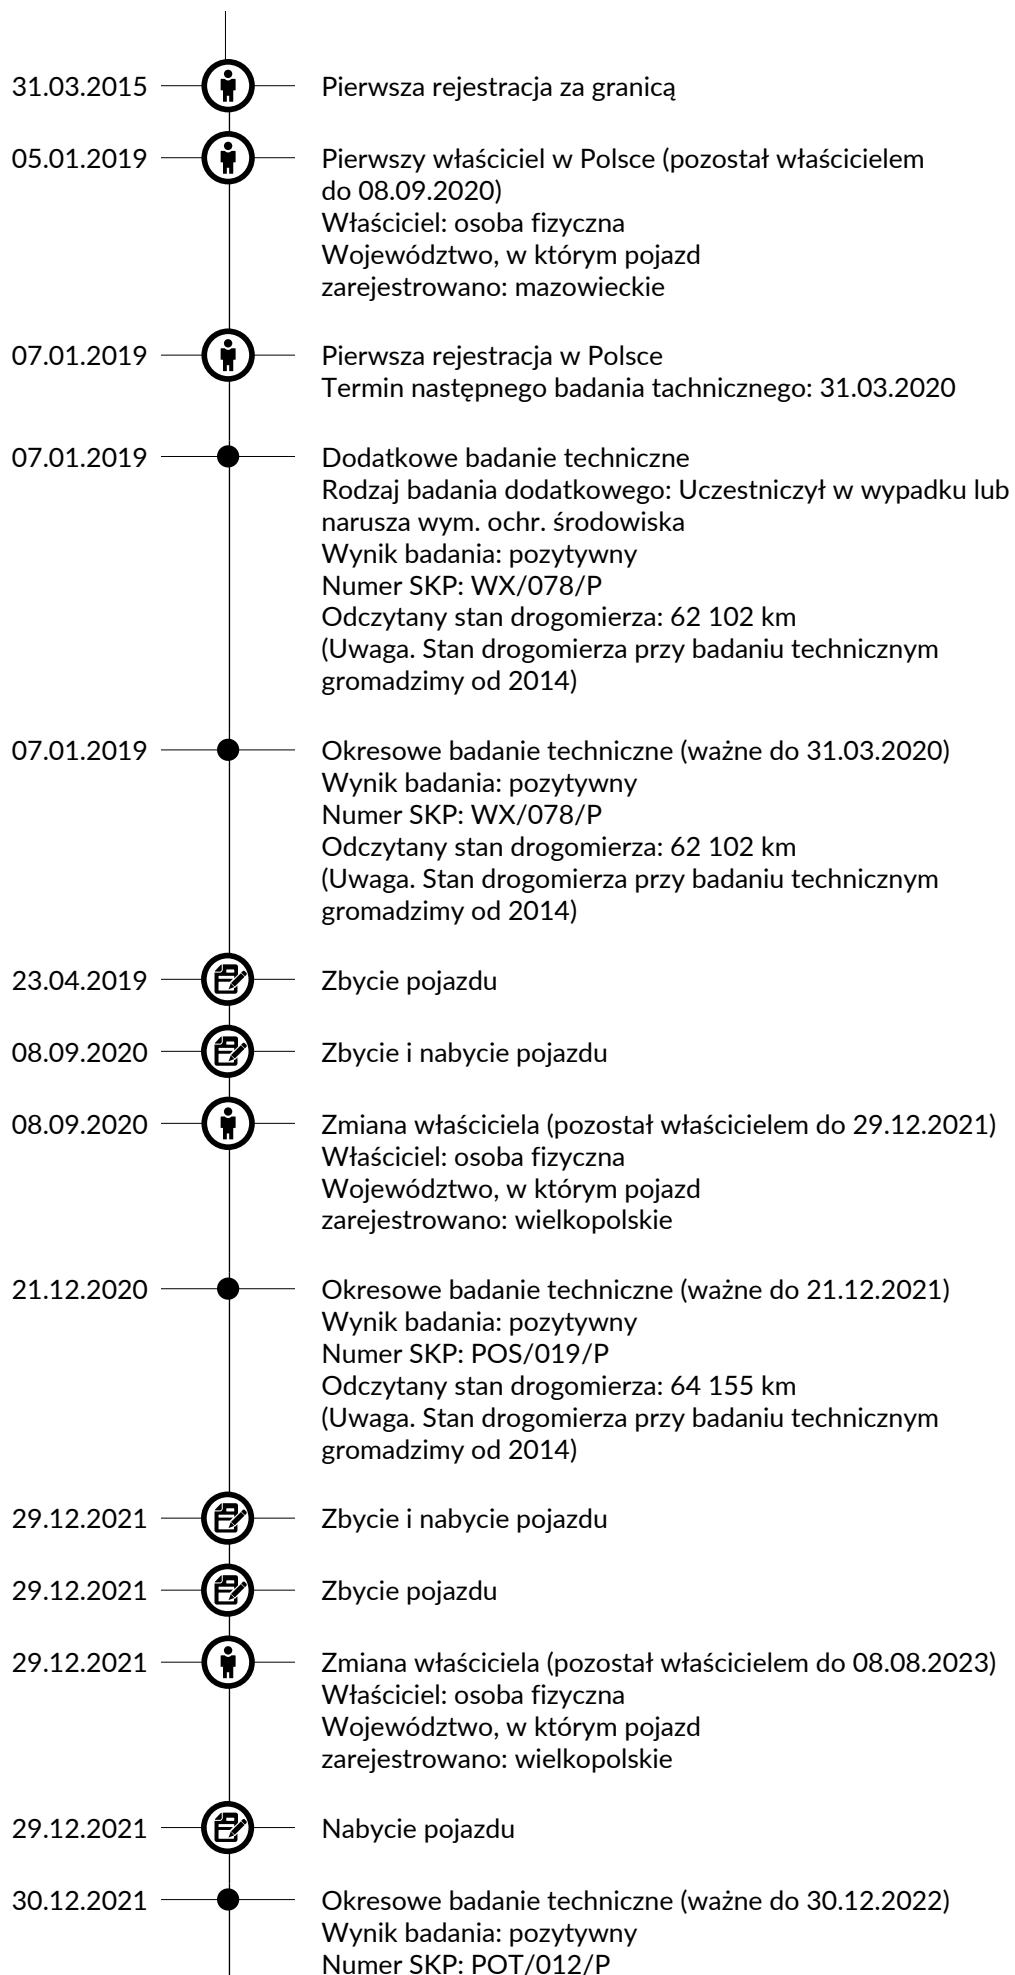 31.03.2015 Pierwsza rejestracja za granicą
05.01.2019 Pierwszy właściciel w Polsce (pozostał właścicielem
do 08.09.2020)
Właściciel: osoba fizyczna
Województwo, w którym pojazd
zarejestrowano: mazowieckie
07.01.2019 Pierwsza rejestracja w Polsce
Termin następnego badania tachnicznego: 31.03.2020
07.01.2019 Dodatkowe badanie techniczne
Rodzaj badania dodatkowego: Uczestniczył w wypadku lub
narusza wym. ochr. środowiska
Wynik badania: pozytywny
Numer SKP: WX/078/P
Odczytany stan drogomierza: 62 102 km
(Uwaga. Stan drogomierza przy badaniu technicznym
gromadzimy od 2014)
07.01.2019 Okresowe badanie techniczne (ważne do 31.03.2020)
Wynik badania: pozytywny
Numer SKP: WX/078/P
Odczytany stan drogomierza: 62 102 km
(Uwaga. Stan drogomierza przy badaniu technicznym
gromadzimy od 2014)
23.04.2019 Zbycie pojazdu
08.09.2020 Zbycie i nabycie pojazdu
08.09.2020 Zmiana właściciela (pozostał właścicielem do 29.12.2021)
Właściciel: osoba fizyczna
Województwo, w którym pojazd
zarejestrowano: wielkopolskie
21.12.2020 Okresowe badanie techniczne (ważne do 21.12.2021)
Wynik badania: pozytywny
Numer SKP: POS/019/P
Odczytany stan drogomierza: 64 155 km
(Uwaga. Stan drogomierza przy badaniu technicznym
gromadzimy od 2014)
29.12.2021 Zbycie i nabycie pojazdu
29.12.2021 Zbycie pojazdu
29.12.2021 Zmiana właściciela (pozostał właścicielem do 08.08.2023)
Właściciel: osoba fizyczna
Województwo, w którym pojazd
zarejestrowano: wielkopolskie
29.12.2021 Nabycie pojazdu
30.12.2021 Okresowe badanie techniczne (ważne do 30.12.2022)
Wynik badania: pozytywny
Numer SKP: POT/012/P